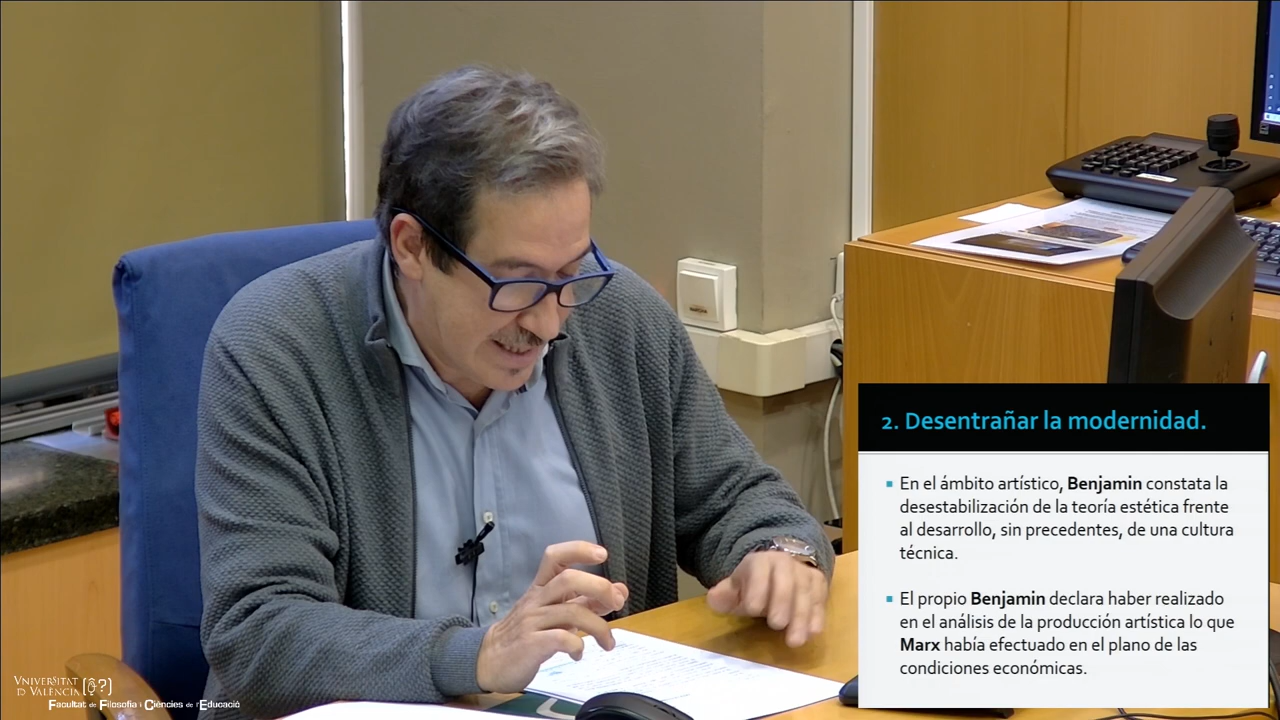 2. Desentrañar la modernidad.
En el ámbito artístico, Benjamin constata la
desestabilización de la teoría estética frente
al desarrollo, sin precedentes, de una cultura
técnica.
El propio Benjamin declara haber realizado
en el análisis de la producción artística lo que
Marx había efectuado en el plano de las
condiciones económicas.
VNIVERSITAT
D VALÈNCIA
Facultat de Filosofia i Ciències de l'Educació